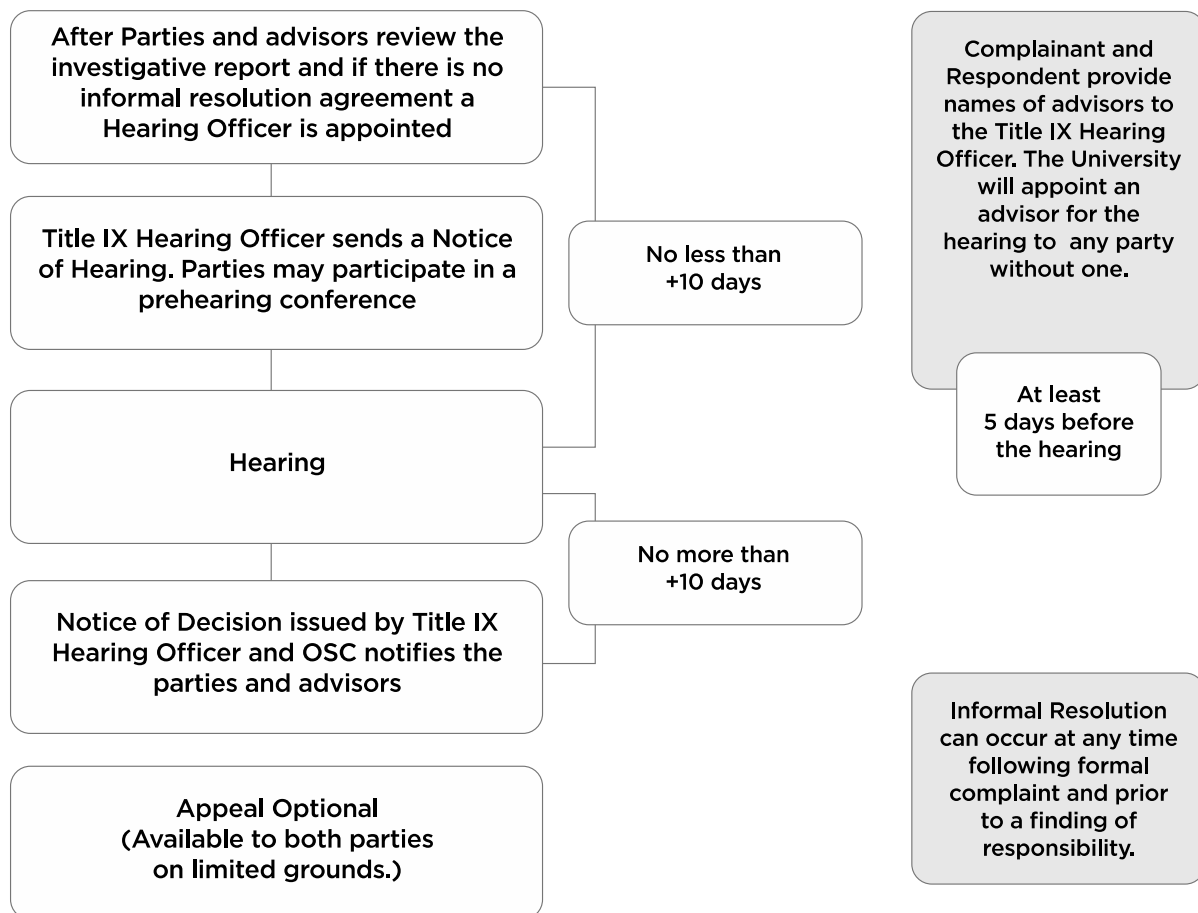 After Parties and advisors review the
investigative report and if there is no
informal resolution agreement a
Hearing Officer is appointed
Title IX Hearing Officer sends a Notice
of Hearing. Parties may participate in a
prehearing conference
No less than
+10 days
Hearing
No more than
+10 days
Notice of Decision issued by Title IX
Hearing Officer and OSC notifies the
parties and advisors
Appeal Optional
(Available to both parties
on limited grounds.)
Complainant and
Respondent provide
names of advisors to
the Title IX Hearing
Officer. The University
will appoint an
advisor for the
hearing to any party
without one.
At least
5 days before
the hearing
Informal Resolution
can occur at any time
following formal
complaint and prior
to a finding of
responsibility.